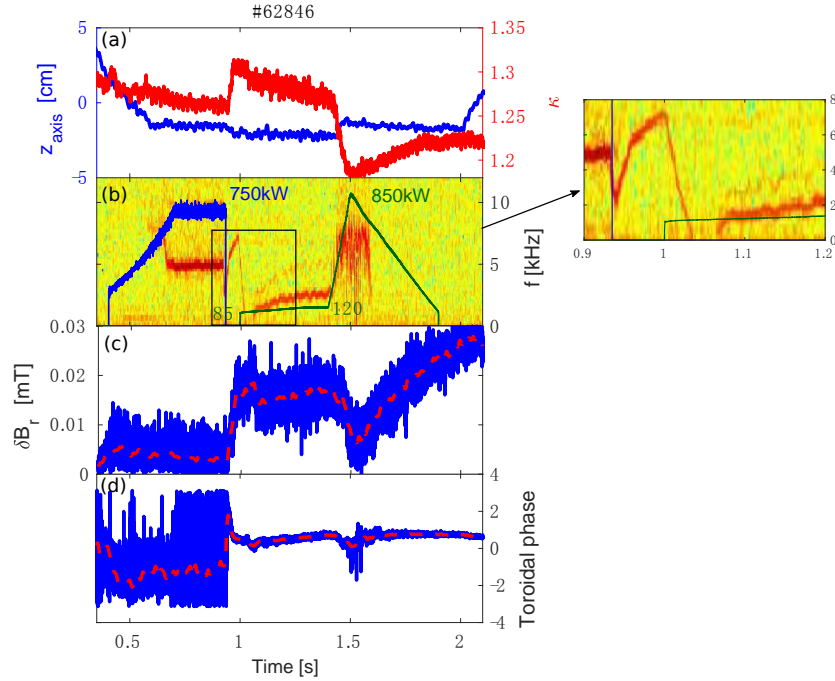 #62846
(a)
5
0
-5
z_axis [cm]
1.35
1.3
1.25
1.2
κ
(b)
750kW
850kW
85
120
10
5
0
f [kHz]
8
6
4
2
0
0.9
1
1.1
1.2
(c)
0.03
0.02
0.01
0
δB_r [mT]
(d)
4
2
0
-2
-4
Toroidal phase
0.5
1
1.5
2
Time [s]